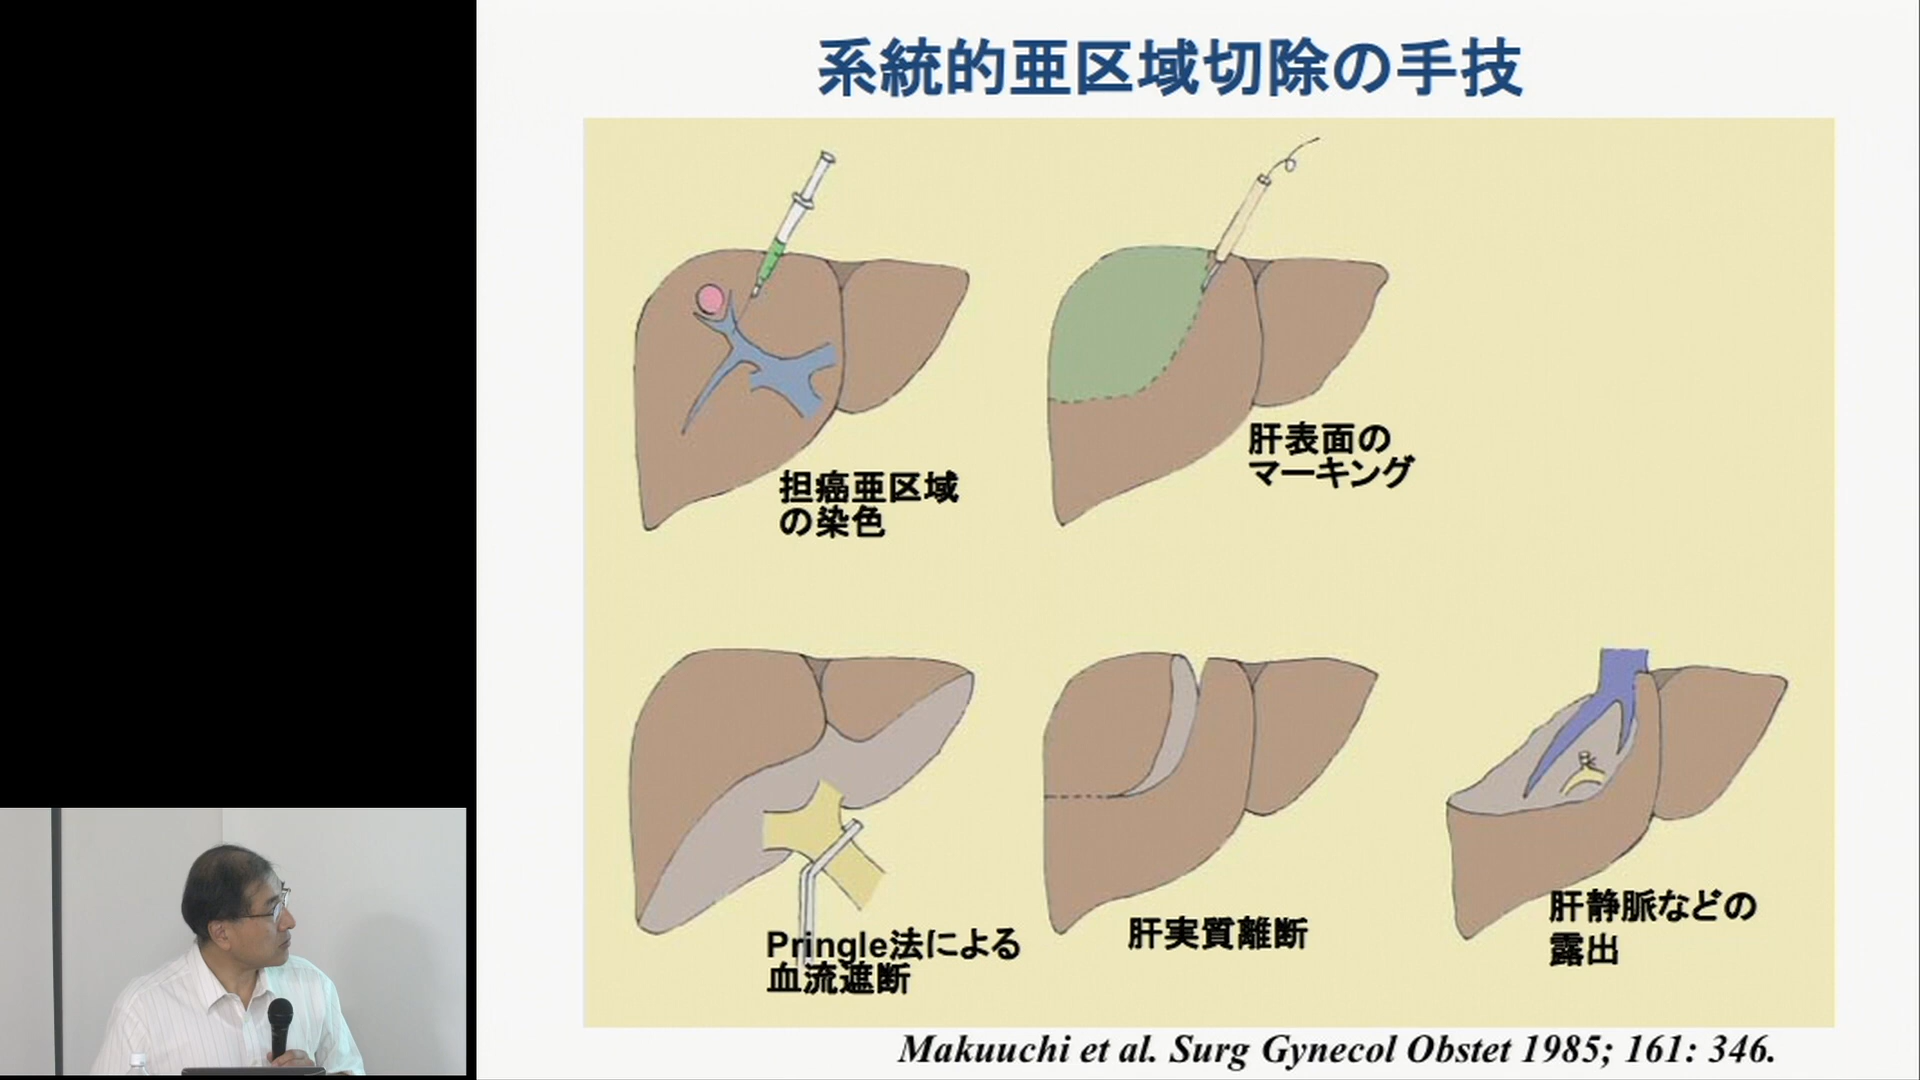 系統的亜区域切除の手技
担癌亜区域
の染色
肝表面の
マーキング
Pringle法による
血流遮断
肝実質離断
肝静脈などの
露出
Makuuchi et al. Surg Gynecol Obstet 1985; 161: 346.